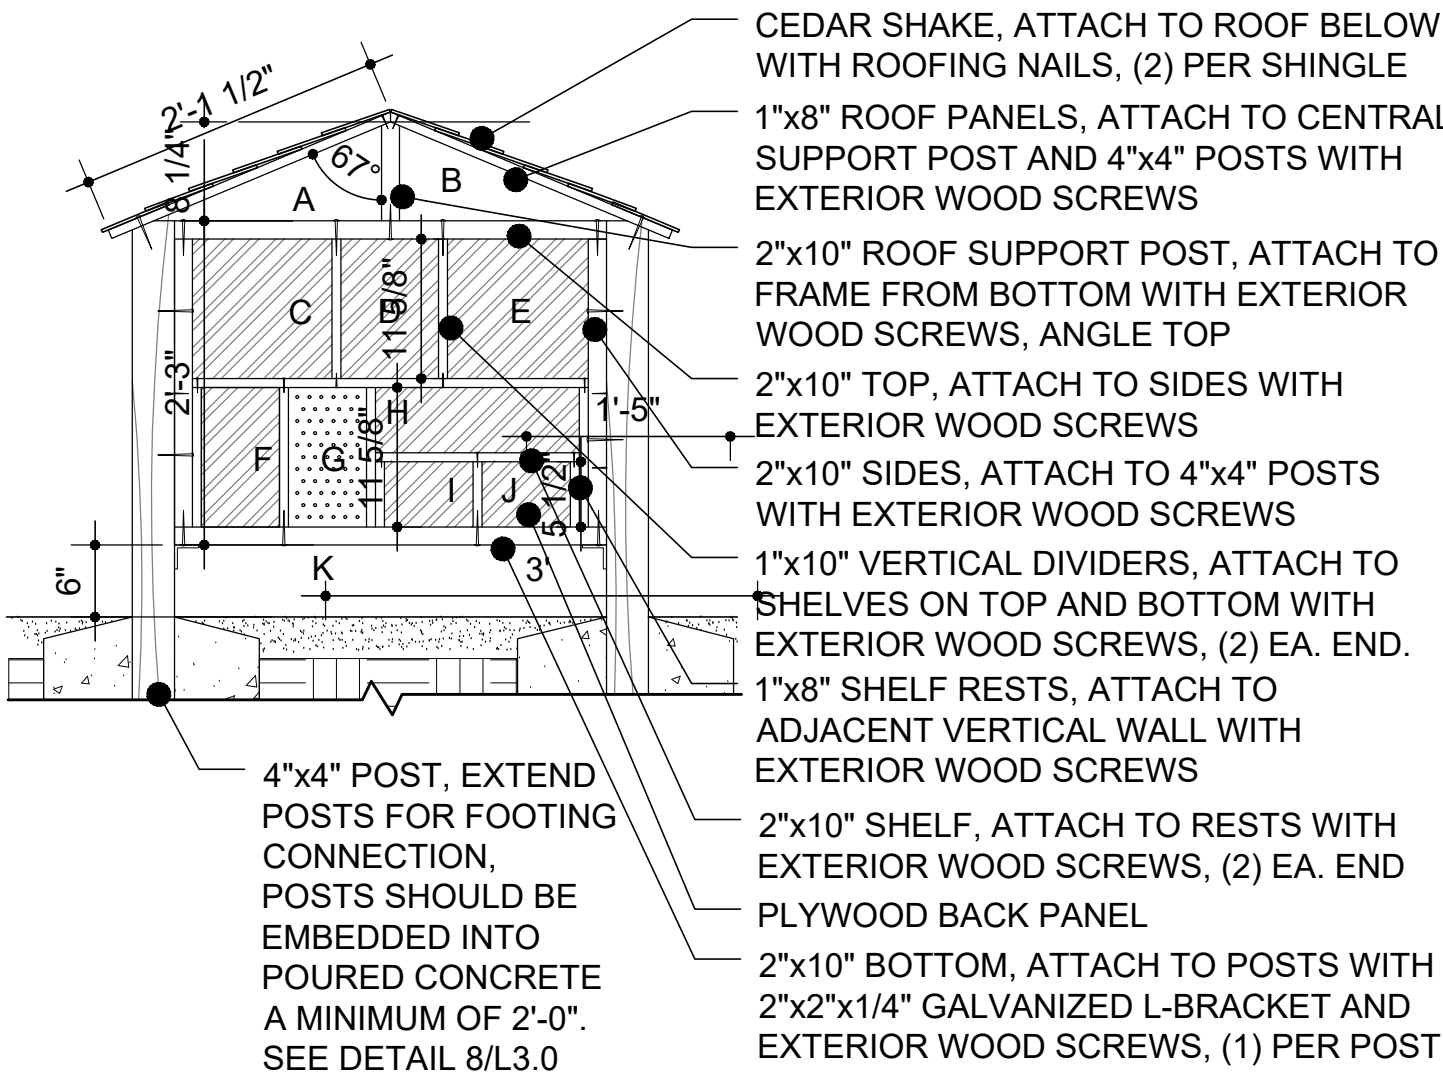 CEDAR SHAKE, ATTACH TO ROOF BELOW
WITH ROOFING NAILS, (2) PER SHINGLE
1"x8" ROOF PANELS, ATTACH TO CENTRAL
SUPPORT POST AND 4"x4" POSTS WITH
EXTERIOR WOOD SCREWS
2"x10" ROOF SUPPORT POST, ATTACH TO
FRAME FROM BOTTOM WITH EXTERIOR
WOOD SCREWS, ANGLE TOP
2"x10" TOP, ATTACH TO SIDES WITH
EXTERIOR WOOD SCREWS
2"x10" SIDES, ATTACH TO 4"x4" POSTS
WITH EXTERIOR WOOD SCREWS
1"x10" VERTICAL DIVIDERS, ATTACH TO
SHELVES ON TOP AND BOTTOM WITH
EXTERIOR WOOD SCREWS, (2) EA. END.
1"x8" SHELF RESTS, ATTACH TO
ADJACENT VERTICAL WALL WITH
EXTERIOR WOOD SCREWS
2"x10" SHELF, ATTACH TO RESTS WITH
EXTERIOR WOOD SCREWS, (2) EA. END
PLYWOOD BACK PANEL
2"x10" BOTTOM, ATTACH TO POSTS WITH
2"x2"x1/4" GALVANIZED L-BRACKET AND
EXTERIOR WOOD SCREWS, (1) PER POST
2'-1 1/2"
8 1/4"
67°
A
B
C
D
E
11 5/8"
2'-3"
1'-5"
F
G
H
11 5/8"
I
J
5 1/2"
K
3'
6"
4"x4" POST, EXTEND
POSTS FOR FOOTING
CONNECTION,
POSTS SHOULD BE
EMBEDDED INTO
POURED CONCRETE
A MINIMUM OF 2'-0".
SEE DETAIL 8/L3.0